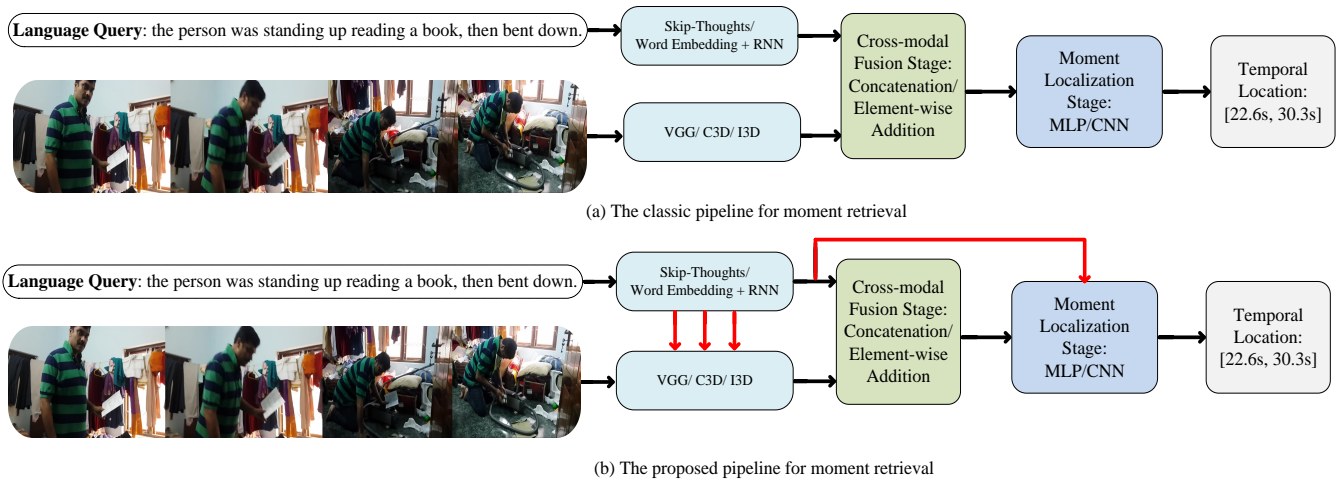 Language Query: the person was standing up reading a book, then bent down.
Skip-Thoughts/
Word Embedding + RNN
VGG/ C3D/ I3D
Cross-modal
Fusion Stage:
Concatenation/
Element-wise
Addition
Moment
Localization
Stage:
MLP/CNN
Temporal
Location:
[22.6s, 30.3s]
(a) The classic pipeline for moment retrieval
Language Query: the person was standing up reading a book, then bent down.
Skip-Thoughts/
Word Embedding + RNN
VGG/ C3D/ I3D
Cross-modal
Fusion Stage:
Concatenation/
Element-wise
Addition
Moment
Localization
Stage:
MLP/CNN
Temporal
Location:
[22.6s, 30.3s]
(b) The proposed pipeline for moment retrieval